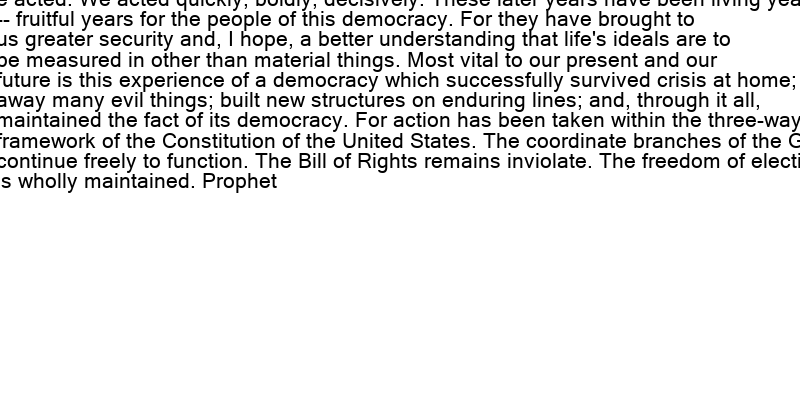 e acted. We acted quickly, boldly, decisively. These later years have been living yea
-- fruitful years for the people of this democracy. For they have brought to
us greater security and, I hope, a better understanding that life's ideals are to
be measured in other than material things. Most vital to our present and our
future is this experience of a democracy which successfully survived crisis at home;
away many evil things; built new structures on enduring lines; and, through it all,
maintained the fact of its democracy. For action has been taken within the three-way
framework of the Constitution of the United States. The coordinate branches of the G
continue freely to function. The Bill of Rights remains inviolate. The freedom of electi
is wholly maintained. Prophet